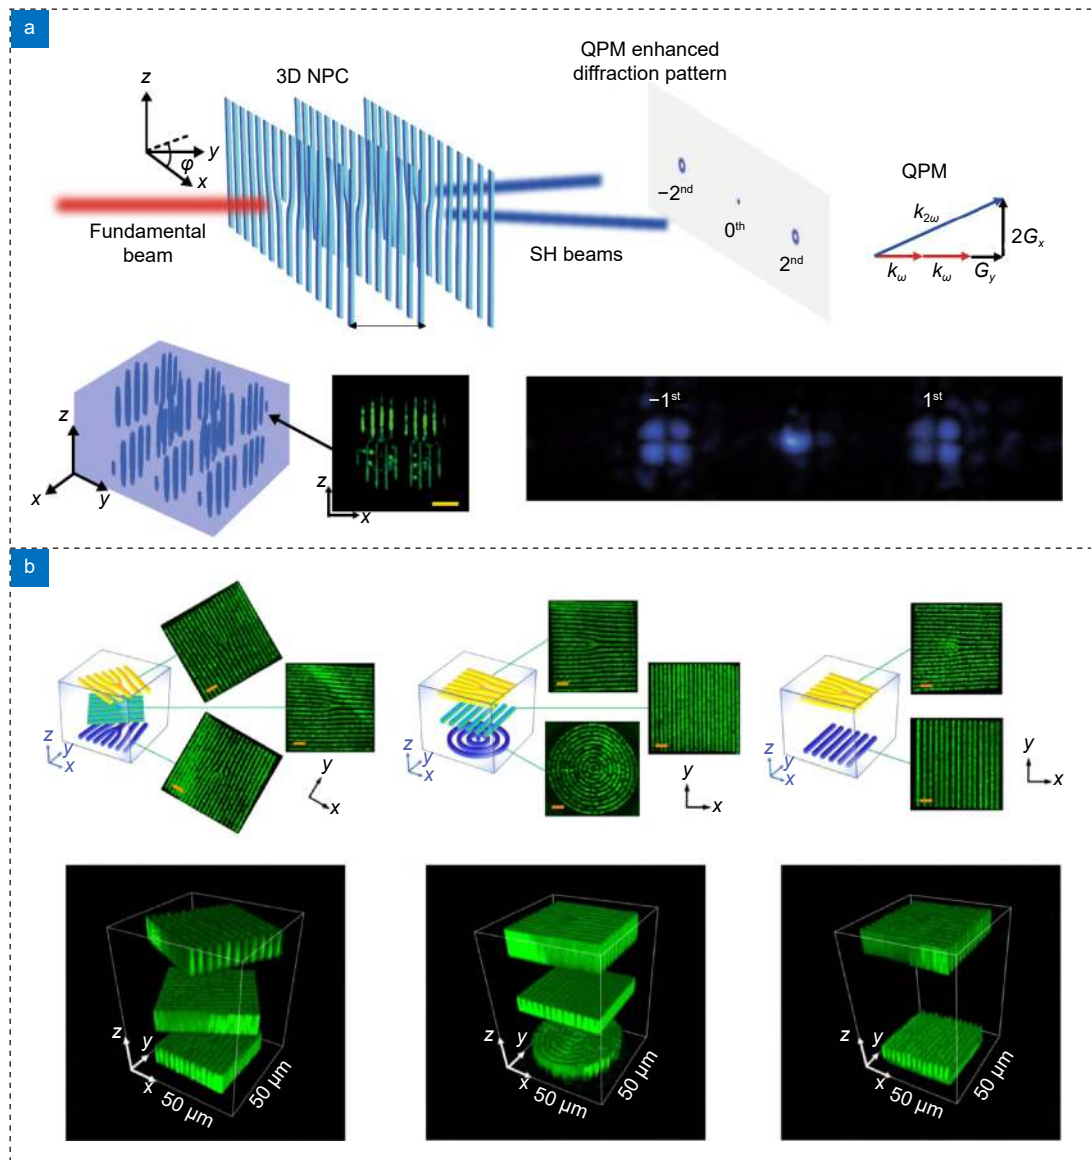 a
QPM enhanced
diffraction pattern
3D NPC
z
y
φ
x
Fundamental
beam
SH beams
−2nd
0th
2nd
QPM
k2ω
2Gx
kω
kω
Gy
z
x
y
z
x
−1st
1st
b
z
y
x
y
x
z
y
x
y
x
z
y
x
y
x
z
y
x
50 μm
50 μm
z
y
x
50 μm
50 μm
z
y
x
50 μm
50 μm